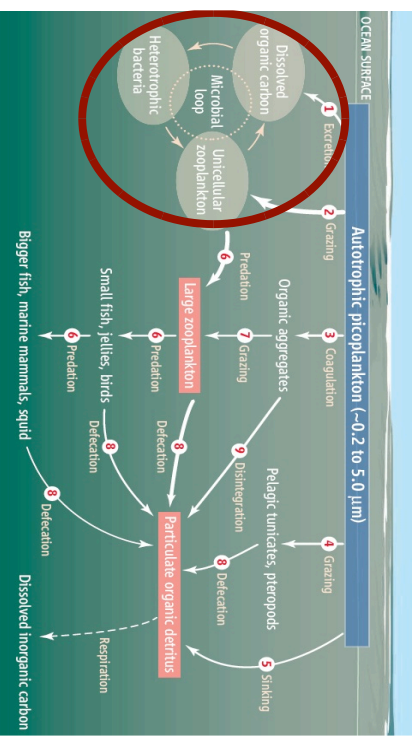 OCEAN SURFACE
Autotrophic picoplankton (~0.2 to 5.0 µm)
1 Excretion
2 Grazing
3 Coagulation
4 Grazing
5 Sinking
Dissolved
organic carbon
Microbial
loop
Heterotrophic
bacteria
Unicellular
zooplankton
6 Predation
Organic aggregates
7 Grazing
9 Disintegration
Pelagic tunicates, pteropods
8 Defecation
Large zooplankton
8 Defecation
Particulate organic detritus
6 Predation
Small fish, jellies, birds
8 Defecation
6 Predation
Bigger fish, marine mammals, squid
8 Defecation
Respiration
Dissolved inorganic carbon